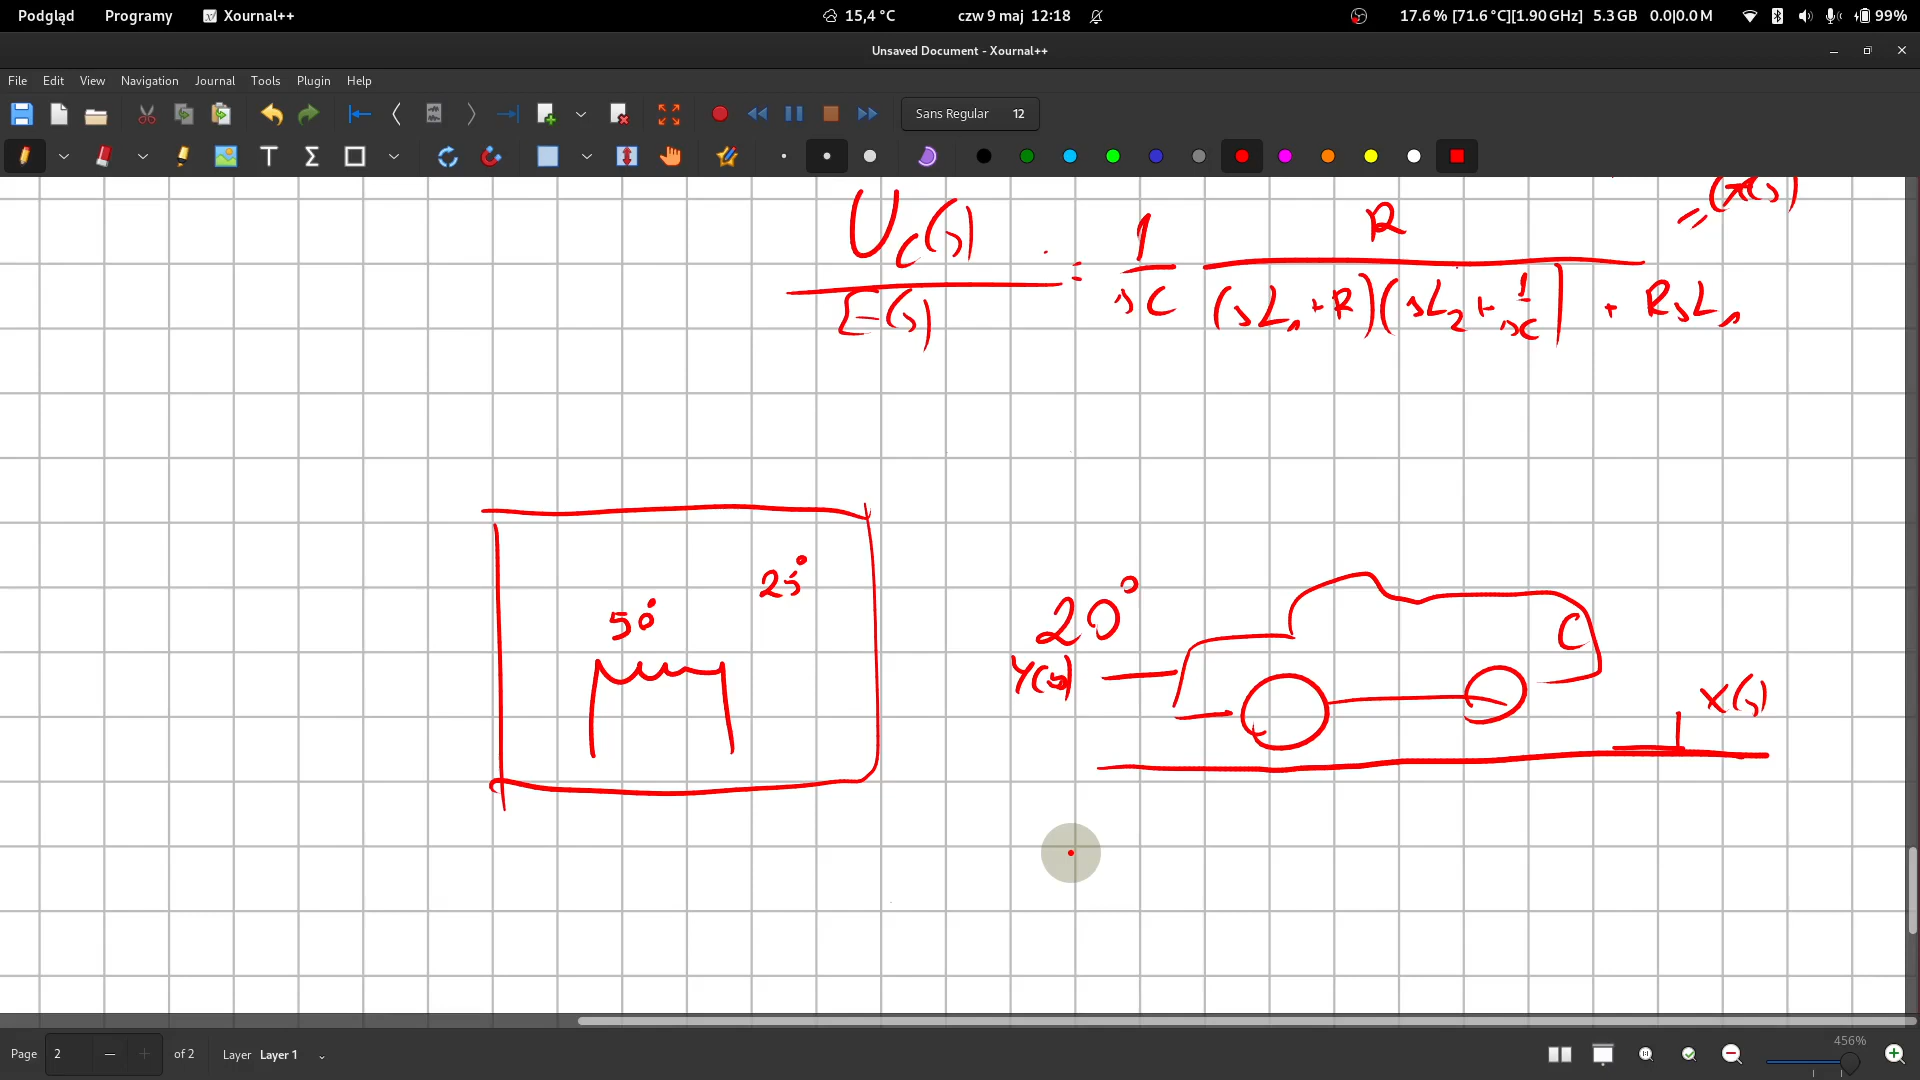 Podgląd Programy Xournal++ 15,4 °C czw 9 maj 12:18 17.6 % [71.6 °C][1.90 GHz] 5.3 GB 0.0|0.0 M 99%
Unsaved Document - Xournal++
File Edit View Navigation Journal Tools Plugin Help
Sans Regular 12
U_C(s) / E(s) = 1/sC R / (sL₁+R)(sL₂+1/sC) + RsL₁
50° 25°
20° C
Y(s) X(s)
Page 2 of 2 Layer Layer 1 456%